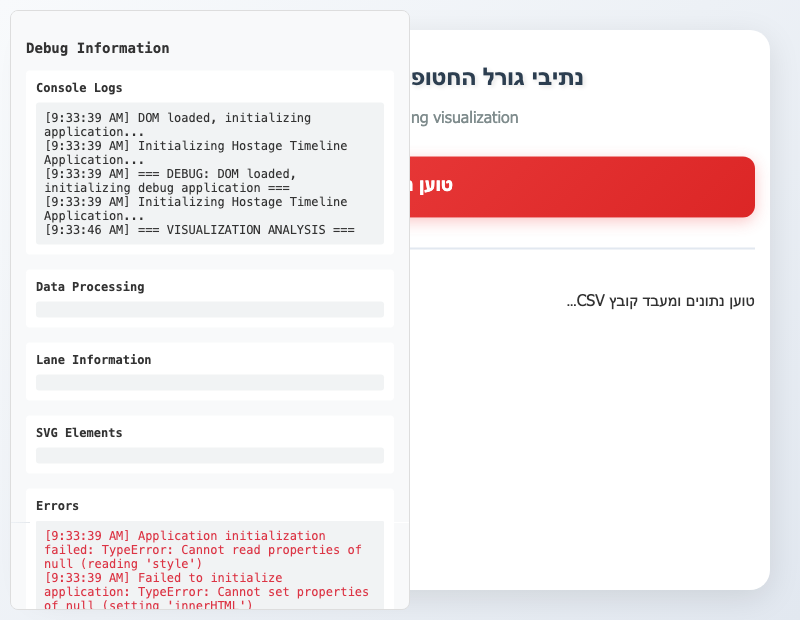 Debug Information
Console Logs
[9:33:39 AM] DOM loaded, initializing
application...
[9:33:39 AM] Initializing Hostage Timeline
Application...
[9:33:39 AM] === DEBUG: DOM loaded,
initializing debug application ===
[9:33:39 AM] Initializing Hostage Timeline
Application...
[9:33:46 AM] === VISUALIZATION ANALYSIS ===
Data Processing
Lane Information
SVG Elements
Errors
[9:33:39 AM] Application initialization
failed: TypeError: Cannot read properties of
null (reading 'style')
[9:33:39 AM] Failed to initialize
application: TypeError: Cannot set properties
of null (setting 'innerHTML')
נתיבי גורל החטופ
ng visualization
טוען
טוען נתונים ומעבד קובץ CSV...